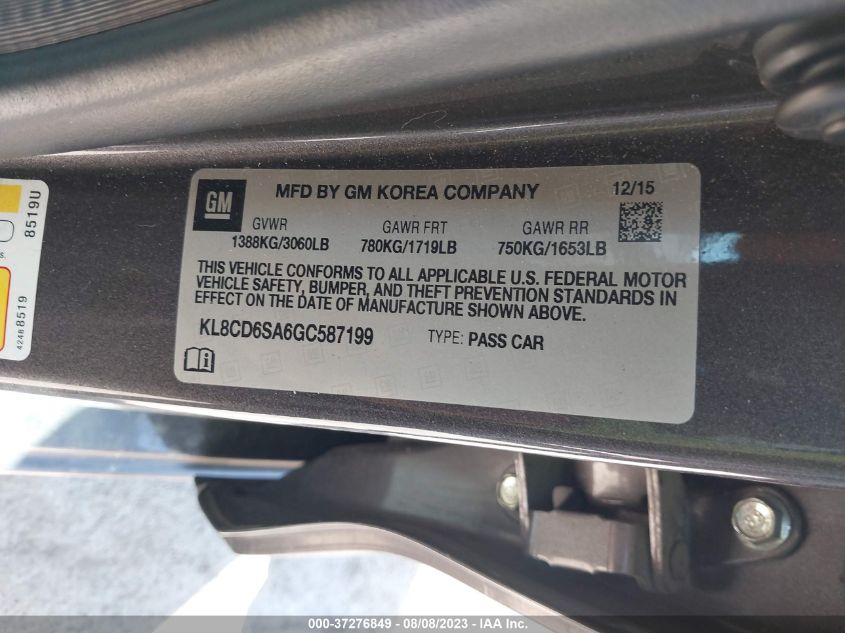 GM
MFD BY GM KOREA COMPANY
12/15
GVWR GAWR FRT GAWR RR
1388KG/3060LB 780KG/1719LB 750KG/1653LB
THIS VEHICLE CONFORMS TO ALL APPLICABLE U.S. FEDERAL MOTOR
VEHICLE SAFETY, BUMPER, AND THEFT PREVENTION STANDARDS IN
EFFECT ON THE DATE OF MANUFACTURE SHOWN ABOVE.
KL8CD6SA6GC587199 TYPE: PASS CAR
8519U
s.
42488519
000-37276849 - 08/08/2023 - © IAA Inc.